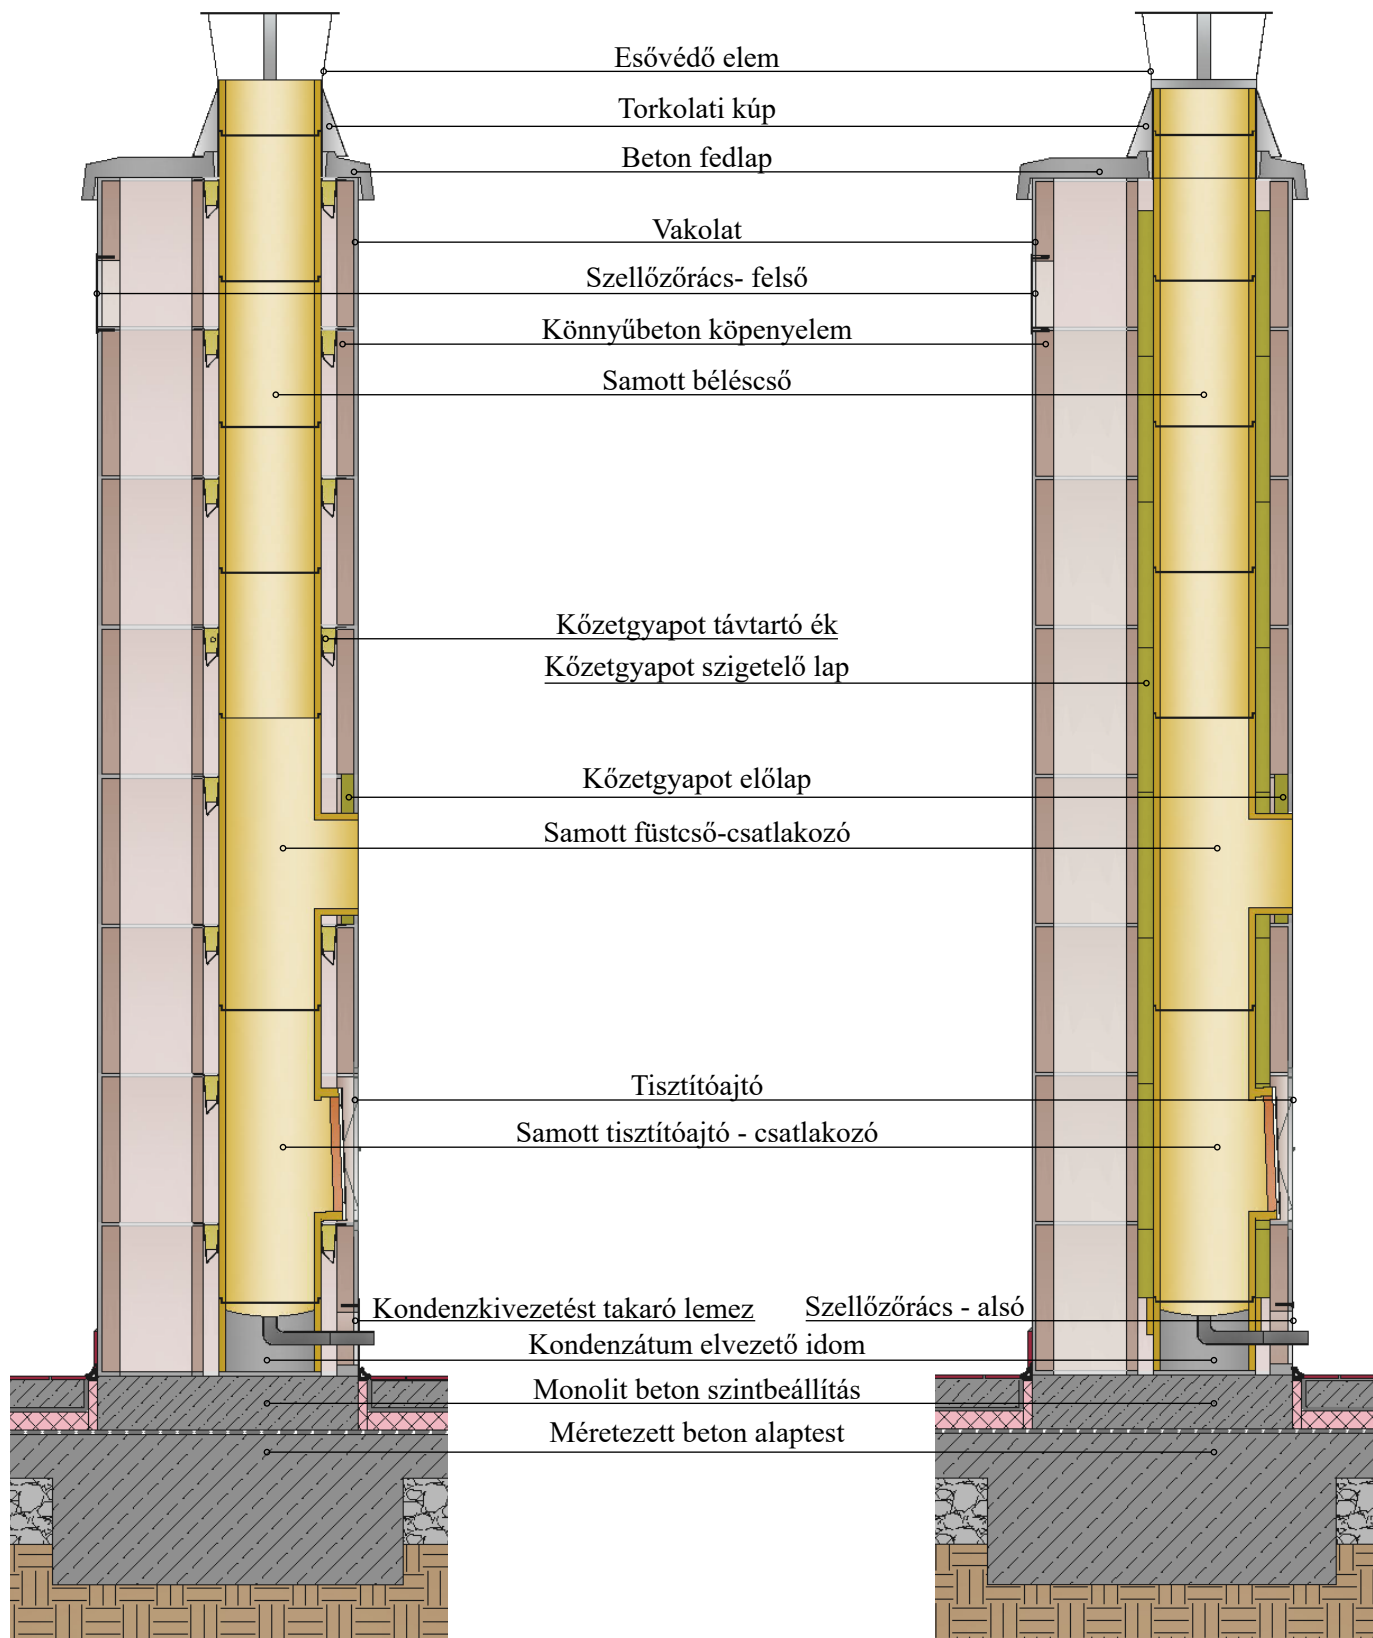 Esővédő elem
Torkolati kúp
Beton fedlap
Vakolat
Szellőzőrács- felső
Könnyűbeton köpenyelem
Samott béléscső
Kőzetgyapot távtartó ék
Kőzetgyapot szigetelő lap
Kőzetgyapot előlap
Samott füstcső-csatlakozó
Tisztítóajtó
Samott tisztítóajtó - csatlakozó
Kondenzkivezetést takaró lemez
Szellőzőrács - alsó
Kondenzátum elvezető idom
Monolit beton szintbeállítás
Méretezett beton alaptest